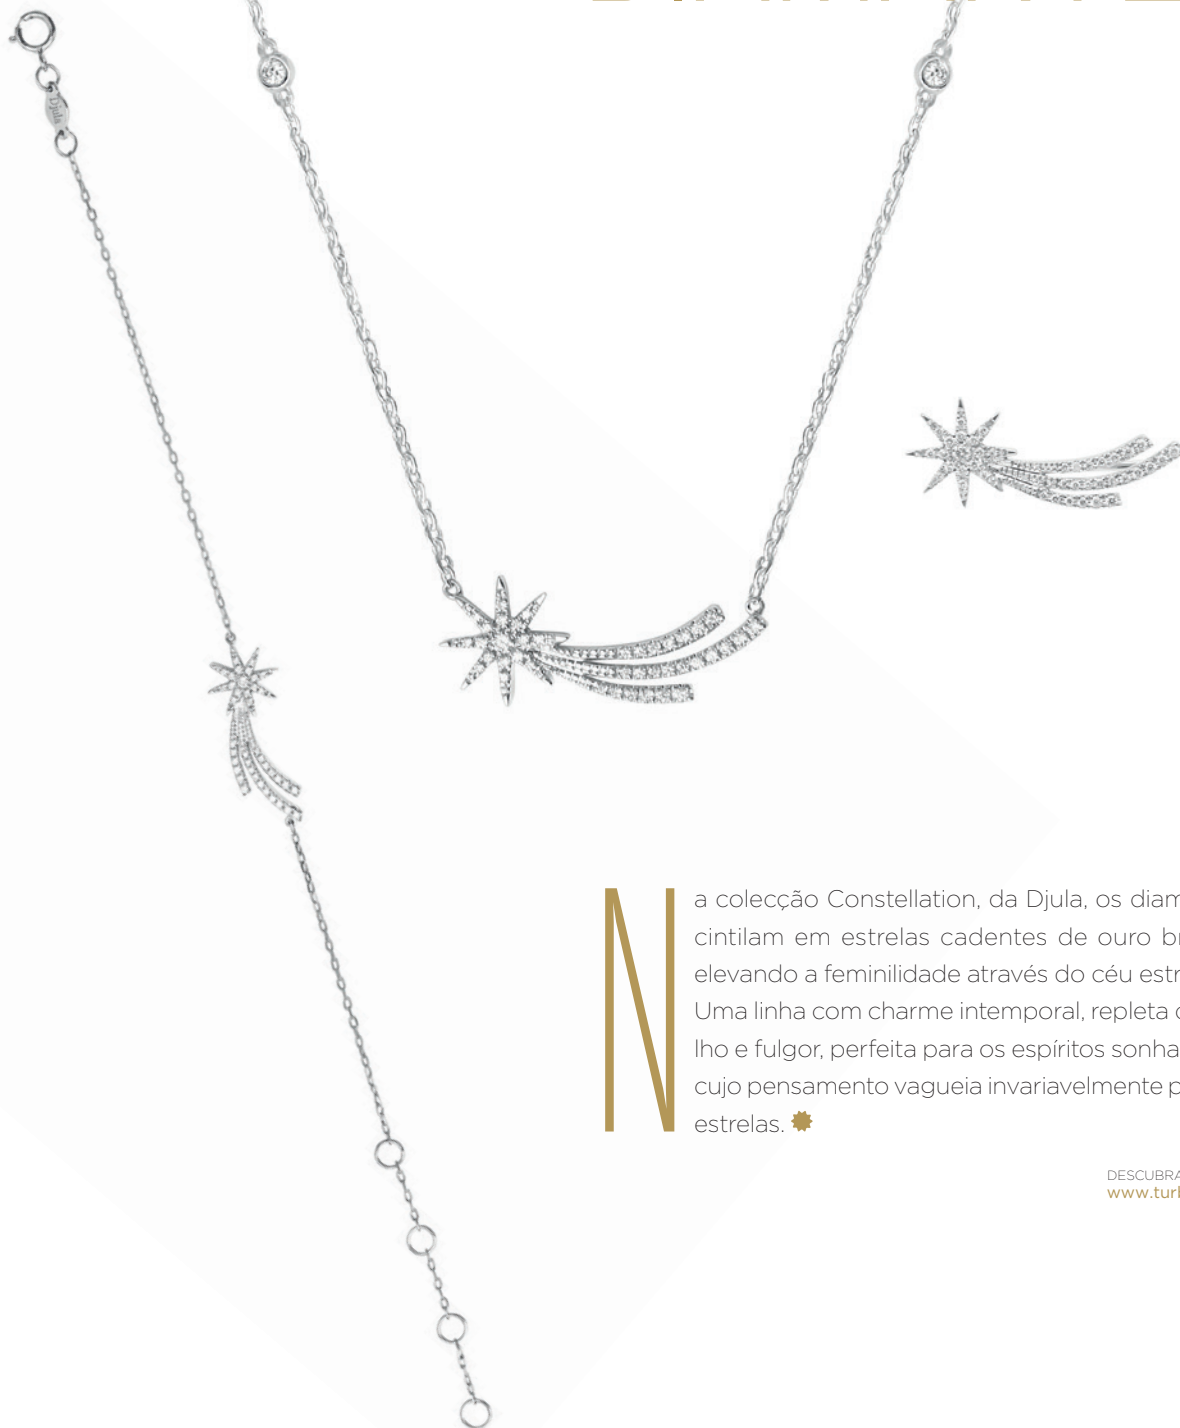 Djula
Na colecção Constellation, da Djula, os diam
cintilam em estrelas cadentes de ouro br
elevando a feminilidade através do céu estr
Uma linha com charme intemporal, repleta
lho e fulgor, perfeita para os espíritos sonha
cujo pensamento vagueia invariavelmente p
estrelas.
DESCUBRA
www.turl